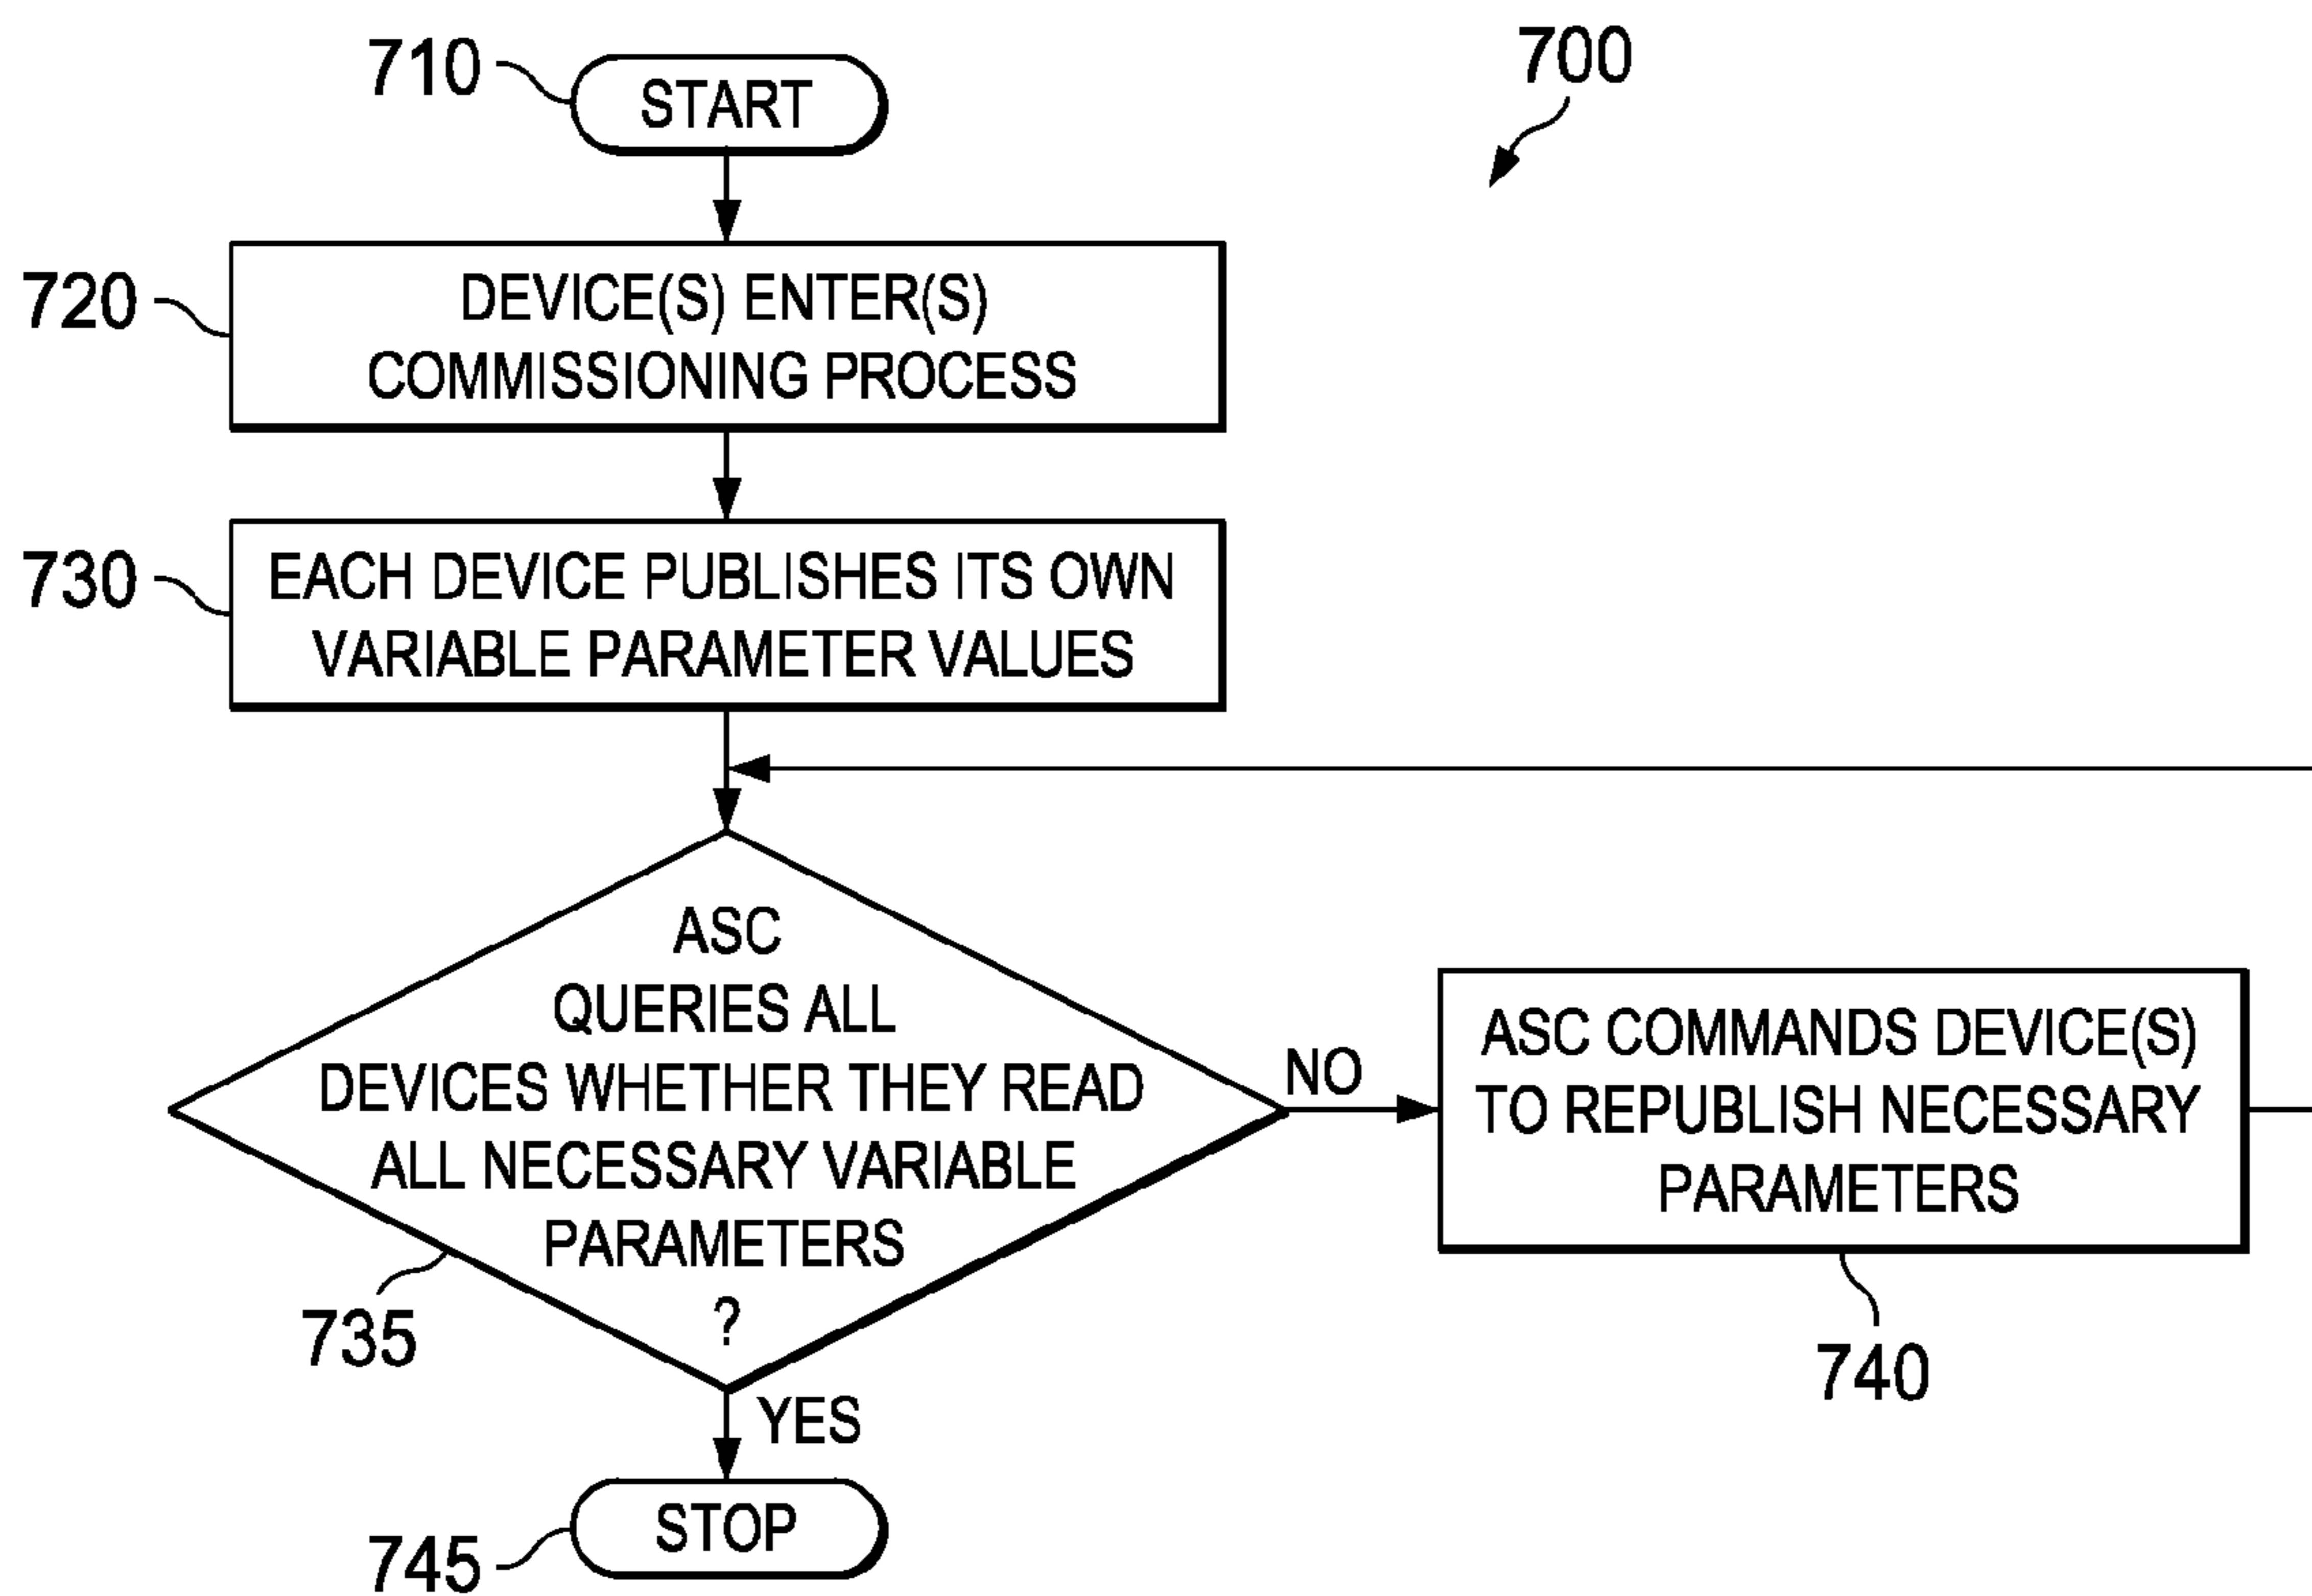 710
START
700
720
DEVICE(S) ENTER(S)
COMMISSIONING PROCESS
730
EACH DEVICE PUBLISHES ITS OWN
VARIABLE PARAMETER VALUES
ASC
QUERIES ALL
DEVICES WHETHER THEY READ
ALL NECESSARY VARIABLE
PARAMETERS
?
735
NO
ASC COMMANDS DEVICE(S)
TO REPUBLISH NECESSARY
PARAMETERS
740
YES
STOP
745